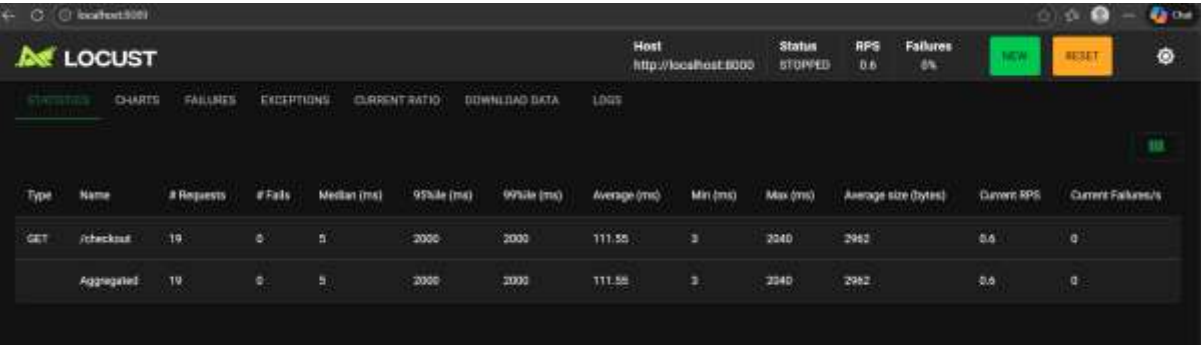 localhost:8089
Chat
LOCUST
Host
http://localhost:8000
Status
STOPPED
RPS
0.6
Failures
0%
NEW
RESET
STATISTICS CHARTS FAILURES EXCEPTIONS CURRENT RATIO DOWNLOAD DATA LOGS
Type Name # Requests # Fails Median (ms) 95%ile (ms) 99%ile (ms) Average (ms) Min (ms) Max (ms) Average size (bytes) Current RPS Current Failures/s
GET /checkout 19 0 5 2000 2000 111.55 3 2040 2962 0.6 0
Aggregated 19 0 5 2000 2000 111.55 3 2040 2962 0.6 0